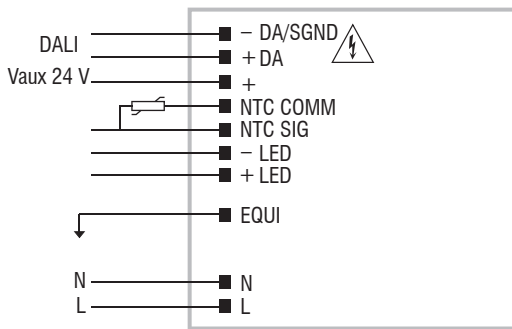 DALI
Vaux 24 V
− DA/SGND
+ DA
+
NTC COMM
NTC SIG
− LED
+ LED
EQUI
N N
L L